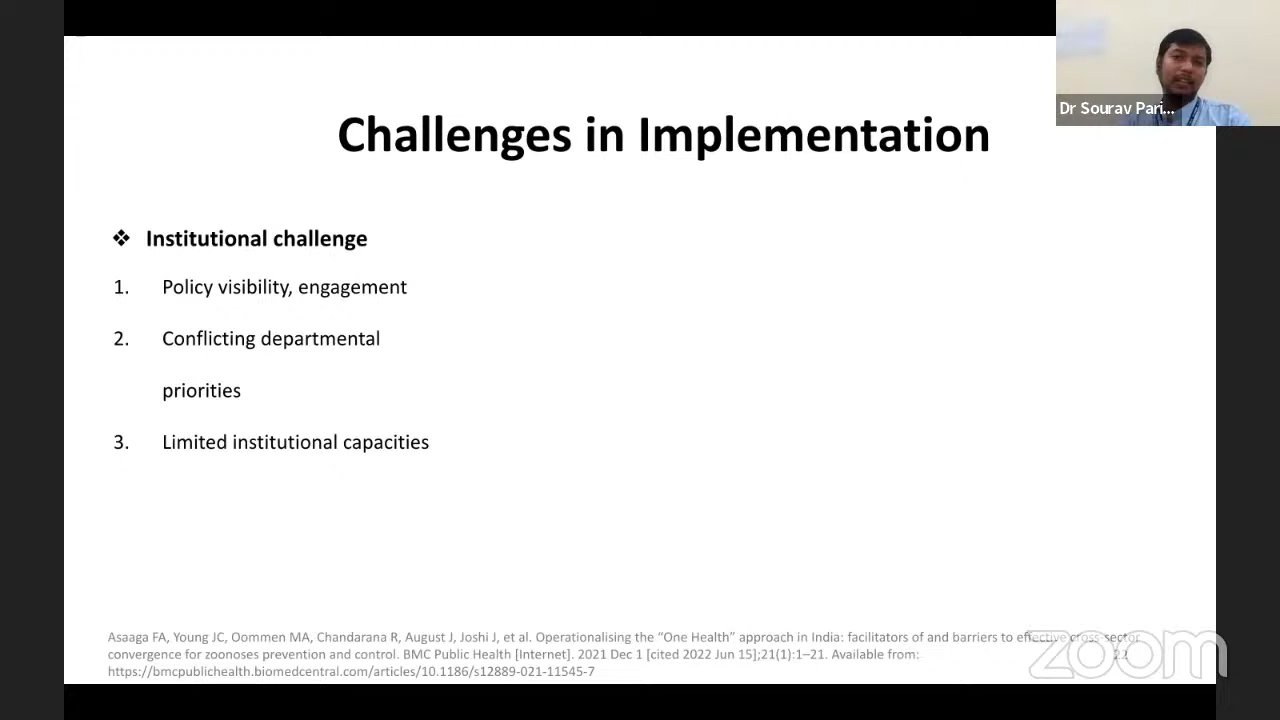 Dr Sourav Pari...
Challenges in Implementation
❖ Institutional challenge
1. Policy visibility, engagement
2. Conflicting departmental
priorities
3. Limited institutional capacities
Asaaga FA, Young JC, Oommen MA, Chandarana R, August J, Joshi J, et al. Operationalising the “One Health” approach in India: facilitators of and barriers to effective cross-sector
convergence for zoonoses prevention and control. BMC Public Health [Internet]. 2021 Dec 1 [cited 2022 Jun 15];21(1):1–21. Available from:
https://bmcpublichealth.biomedcentral.com/articles/10.1186/s12889-021-11545-7
22
zoom